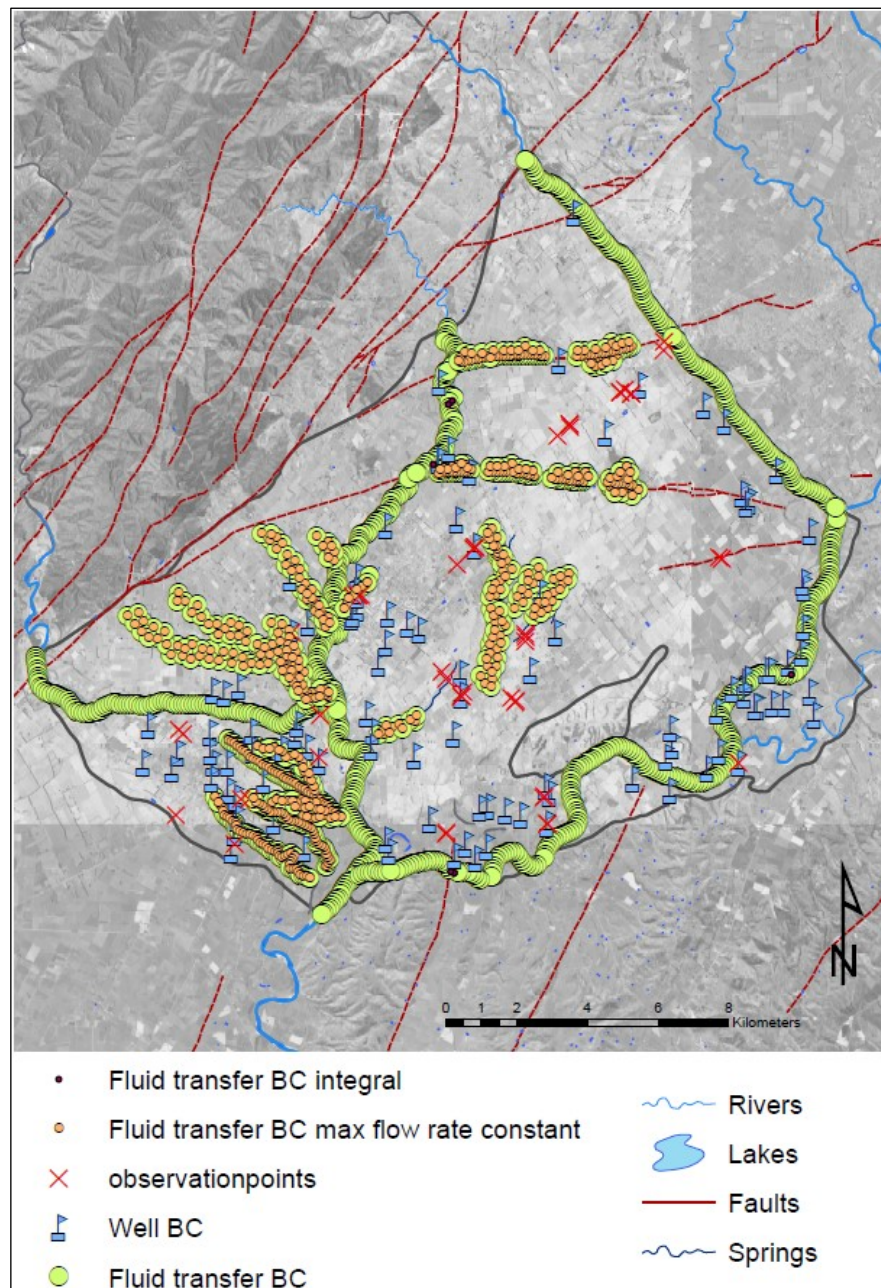 N
0 1 2 4 6 8
Kilometers
Fluid transfer BC integral
Fluid transfer BC max flow rate constant
observationpoints
Well BC
Fluid transfer BC
Rivers
Lakes
Faults
Springs